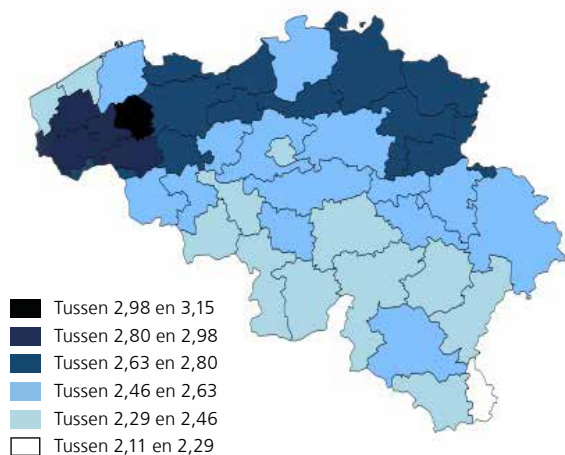 Tussen 2,98 en 3,15
Tussen 2,80 en 2,98
Tussen 2,63 en 2,80
Tussen 2,46 en 2,63
Tussen 2,29 en 2,46
Tussen 2,11 en 2,29